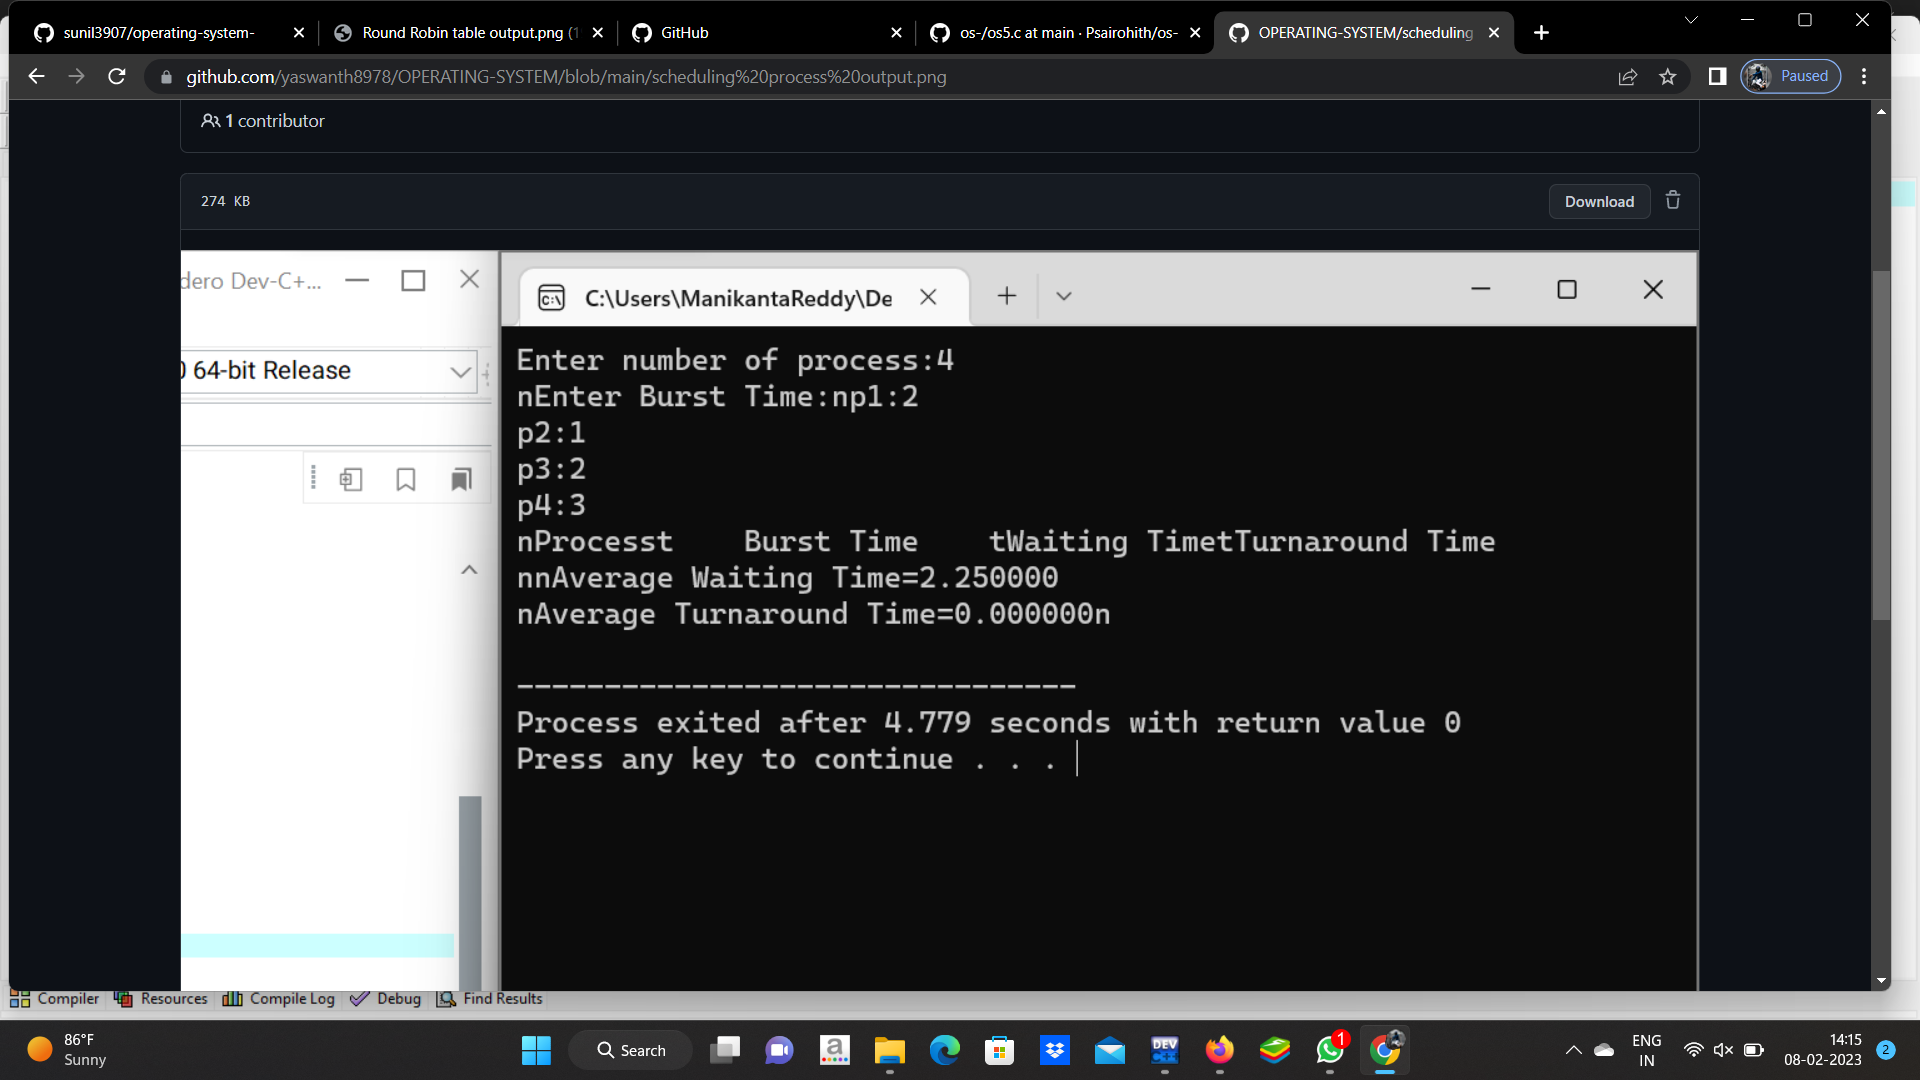 sunil3907/operating-system-
Round Robin table output.png (1
GitHub
os-/os5.c at main · Psairohith/os-
OPERATING-SYSTEM/scheduling
github.com/yaswanth8978/OPERATING-SYSTEM/blob/main/scheduling%20process%20output.png
Paused
1 contributor
274 KB
Download
dero Dev-C+...
C:\Users\ManikantaReddy\De
64-bit Release
Enter number of process:4
nEnter Burst Time:np1:2
p2:1
p3:2
p4:3
nProcesst    Burst Time    tWaiting TimetTurnaround Time
nnAverage Waiting Time=2.250000
nAverage Turnaround Time=0.000000n
--------------------------------
Process exited after 4.779 seconds with return value 0
Press any key to continue . . .
Compiler
Resources
Compile Log
Debug
Find Results
86°F
Sunny
Search
a
DEV
C++
1
ENG
IN
14:15
08-02-2023
2